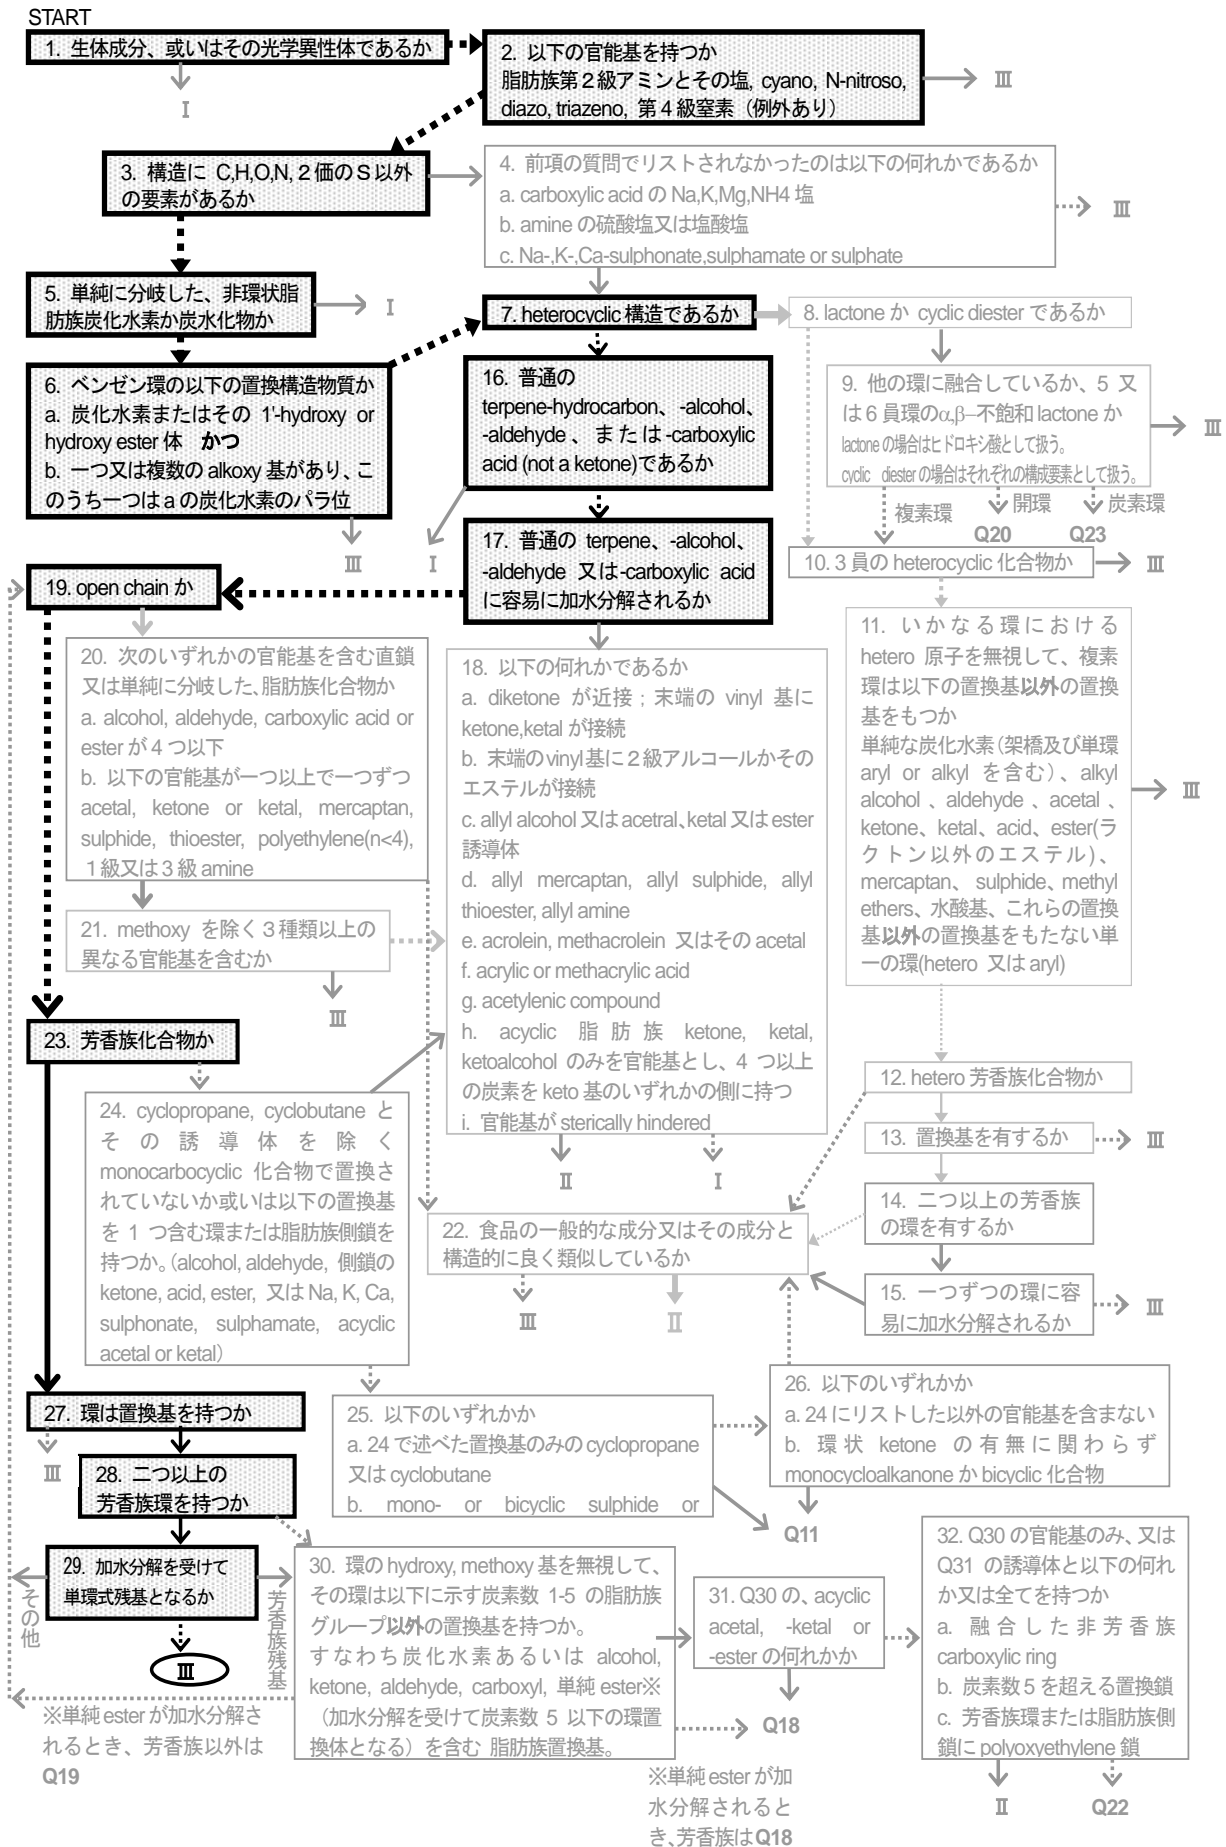 START
1. 生体成分、或いはその光学異性体であるか
I
2. 以下の官能基を持つか
脂肪族第２級アミンとその塩, cyano, N-nitroso,
diazo, triazeno, 第４級窒素（例外あり）
III
3. 構造に C,H,O,N,２価のＳ以外
の要素があるか
4. 前項の質問でリストされなかったのは以下の何れかであるか
a. carboxylic acid の Na,K,Mg,NH4 塩
b. amine の硫酸塩又は塩酸塩
c. Na-,K-,Ca-sulphonate,sulphamate or sulphate
III
5. 単純に分岐した、非環状脂
肪族炭化水素か炭水化物か
I
6. ベンゼン環の以下の置換構造物質か
a. 炭化水素またはその 1'-hydroxy or
hydroxy ester 体　かつ
b. 一つ又は複数の alkoxy 基があり、こ
のうち一つは a の炭化水素のパラ位
III
7. heterocyclic 構造であるか
8. lactone か cyclic diester であるか
9. 他の環に融合しているか、5 又
は 6 員環のα,β–不飽和 lactone か
lactone の場合はヒドロキシ酸として扱う。
cyclic diester の場合はそれぞれの構成要素として扱う。
III
複素環
開環
炭素環
Q20
Q23
10. 3 員の heterocyclic 化合物か
III
16. 普通の
terpene-hydrocarbon、-alcohol、
-aldehyde、または-carboxylic
acid (not a ketone)であるか
I
17. 普通の terpene、-alcohol、
-aldehyde 又は-carboxylic acid
に容易に加水分解されるか
19. open chain か
11. いかなる環における
hetero 原子を無視して、複素
環は以下の置換基以外の置換
基をもつか
単純な炭化水素(架橋及び単環
aryl or alkyl を含む)、alkyl
alcohol、aldehyde、acetal、
ketone、ketal、acid、ester(ラ
クトン以外のエステル)、
mercaptan、sulphide、methyl
ethers、水酸基、これらの置換
基以外の置換基をもたない単
一の環(hetero 又は aryl)
III
20. 次のいずれかの官能基を含む直鎖
又は単純に分岐した、脂肪族化合物か
a. alcohol, aldehyde, carboxylic acid or
ester が 4 つ以下
b. 以下の官能基が一つ以上で一つずつ
acetal, ketone or ketal, mercaptan,
sulphide, thioester, polyethylene(n<4),
１級又は３級 amine
21. methoxy を除く３種類以上の
異なる官能基を含むか
III
18. 以下の何れかであるか
a. diketone が近接；末端の vinyl 基に
ketone,ketal が接続
b. 末端の vinyl 基に２級アルコールかその
エステルが接続
c. allyl alcohol 又は acetral、ketal 又は ester
誘導体
d. allyl mercaptan, allyl sulphide, allyl
thioester, allyl amine
e. acrolein, methacrolein 又はその acetal
f. acrylic or methacrylic acid
g. acetylenic compound
h. acyclic 脂肪族 ketone, ketal,
ketoalcohol のみを官能基とし、4 つ以上
の炭素を keto 基のいずれかの側に持つ
i. 官能基が sterically hindered
II
I
23. 芳香族化合物か
12. hetero 芳香族化合物か
13. 置換基を有するか
III
14. 二つ以上の芳香族
の環を有するか
15. 一つずつの環に容
易に加水分解されるか
III
24. cyclopropane, cyclobutane と
その誘導体を除く
monocarbocyclic 化合物で置換さ
れていないか或いは以下の置換基
を 1 つ含む環または脂肪族側鎖を
持つか。(alcohol, aldehyde, 側鎖の
ketone, acid, ester, 又は Na, K, Ca,
sulphonate, sulphamate, acyclic
acetal or ketal）
22. 食品の一般的な成分又はその成分と
構造的に良く類似しているか
III
II
25. 以下のいずれかか
a. 24 で述べた置換基のみの cyclopropane
又は cyclobutane
b. mono- or bicyclic sulphide or
Q11
26. 以下のいずれかか
a. 24 にリストした以外の官能基を含まない
b. 環状 ketone の有無に関わらず
monocycloalkanone か bicyclic 化合物
Q11
27. 環は置換基を持つか
III
28. 二つ以上の
芳香族環を持つか
29. 加水分解を受けて
単環式残基となるか
その他
芳香族残基
III
30. 環の hydroxy, methoxy 基を無視して、
その環は以下に示す炭素数 1-5 の脂肪族
グループ以外の置換基を持つか。
すなわち炭化水素あるいは alcohol,
ketone, aldehyde, carboxyl, 単純 ester※
（加水分解を受けて炭素数 5 以下の環置
換体となる）を含む 脂肪族置換基。
31. Q30 の、acyclic
acetal, -ketal or
-ester の何れかか
Q18
32. Q30 の官能基のみ、又は
Q31 の誘導体と以下の何れ
か又は全てを持つか
a. 融合した非芳香族
carboxylic ring
b. 炭素数 5 を超える置換鎖
c. 芳香族環または脂肪族側
鎖に polyoxyethylene 鎖
II
Q22
※単純 ester が加水分解さ
れるとき、芳香族以外は
Q19
※単純 ester が加
水分解されると
き、芳香族は Q18